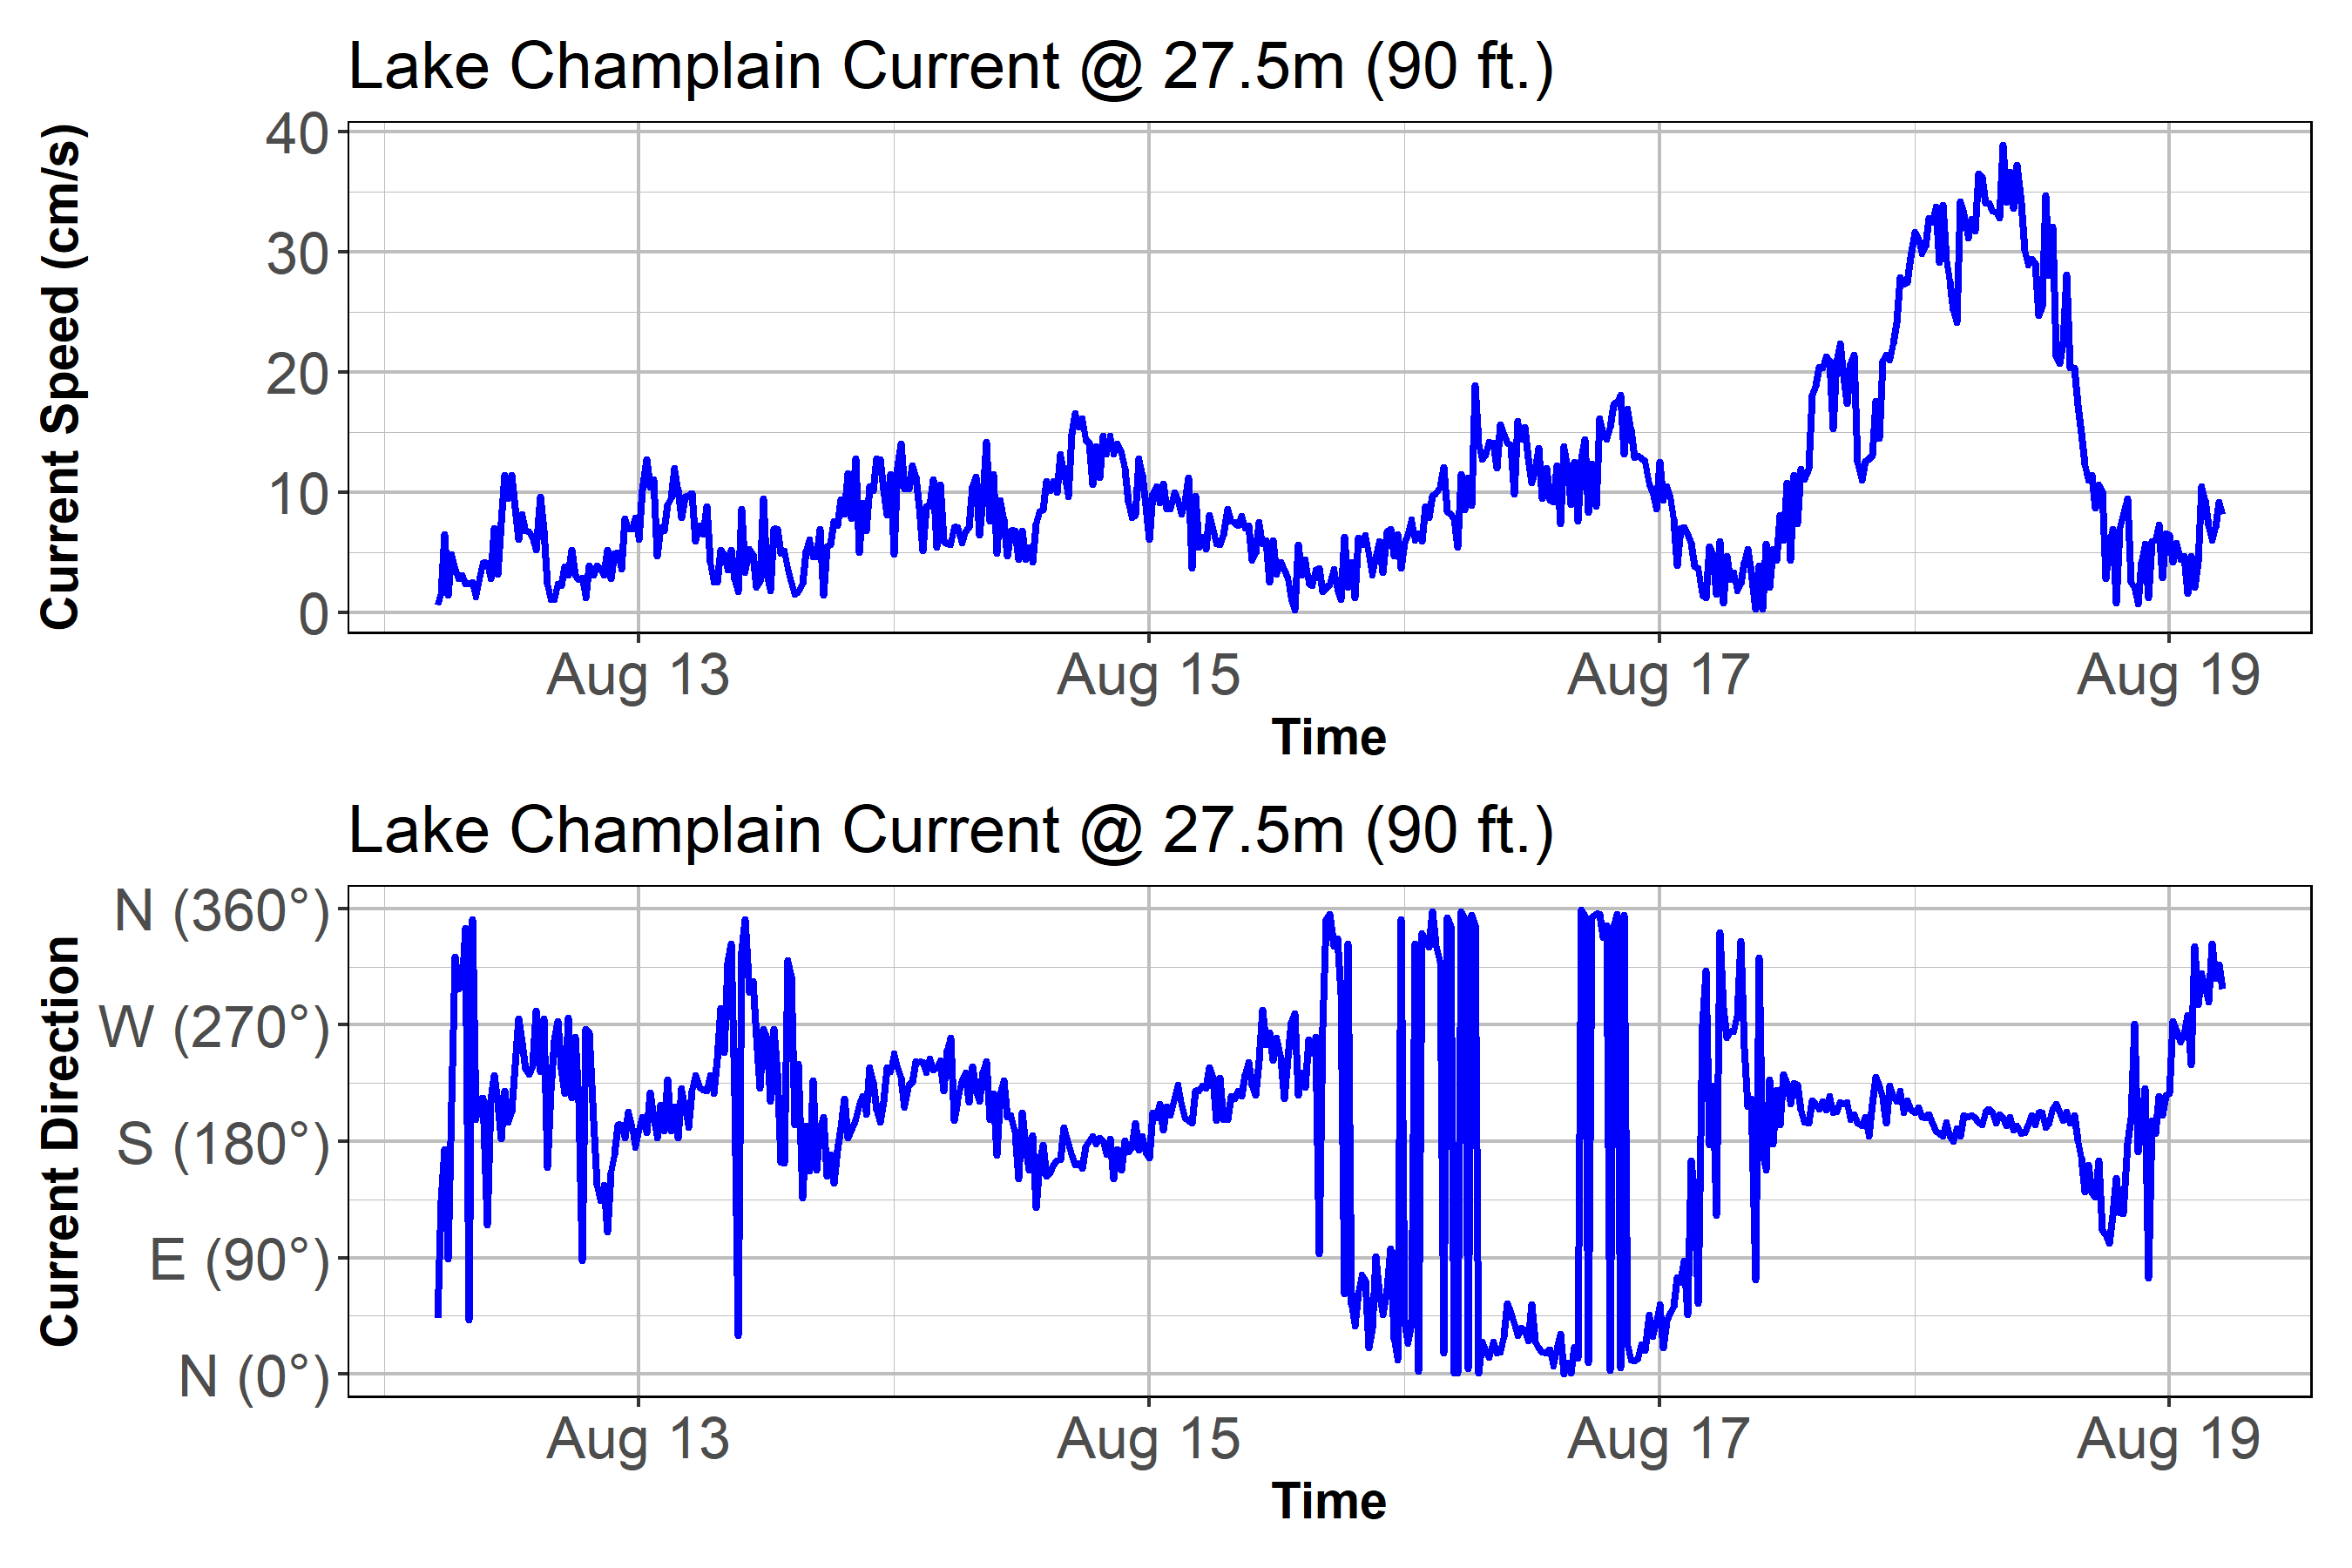 Lake Champlain Current @ 27.5m (90 ft.)
Current Speed (cm/s)
40
30
20
10
0
Aug 13 Aug 15 Aug 17 Aug 19
Time
Lake Champlain Current @ 27.5m (90 ft.)
Current Direction
N (360°)
W (270°)
S (180°)
E (90°)
N (0°)
Aug 13 Aug 15 Aug 17 Aug 19
Time